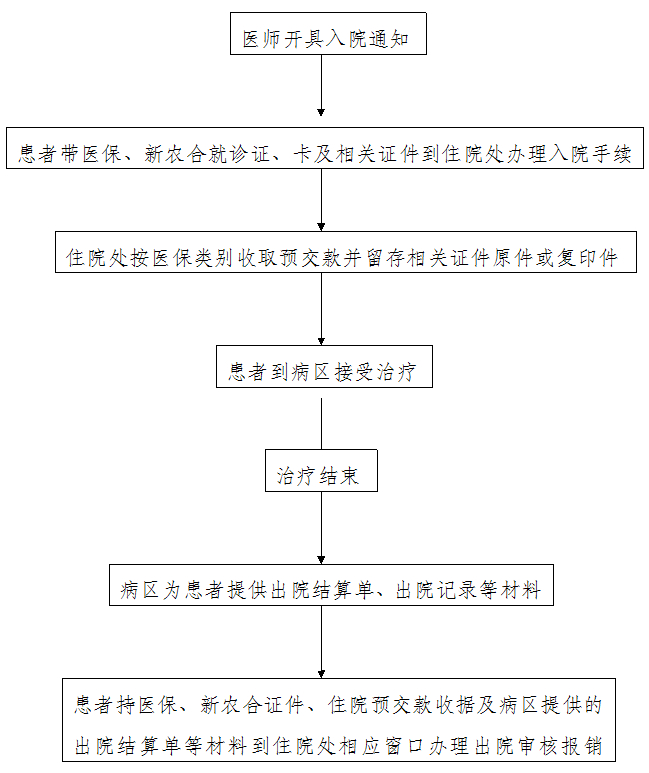 医师开具入院通知
患者带医保、新农合就诊证、卡及相关证件到住院处办理入院手续
住院处按医保类别收取预交款并留存相关证件原件或复印件
患者到病区接受治疗
治疗结束
病区为患者提供出院结算单、出院记录等材料
患者持医保、新农合证件、住院预交款收据及病区提供的
出院结算单等材料到住院处相应窗口办理出院审核报销